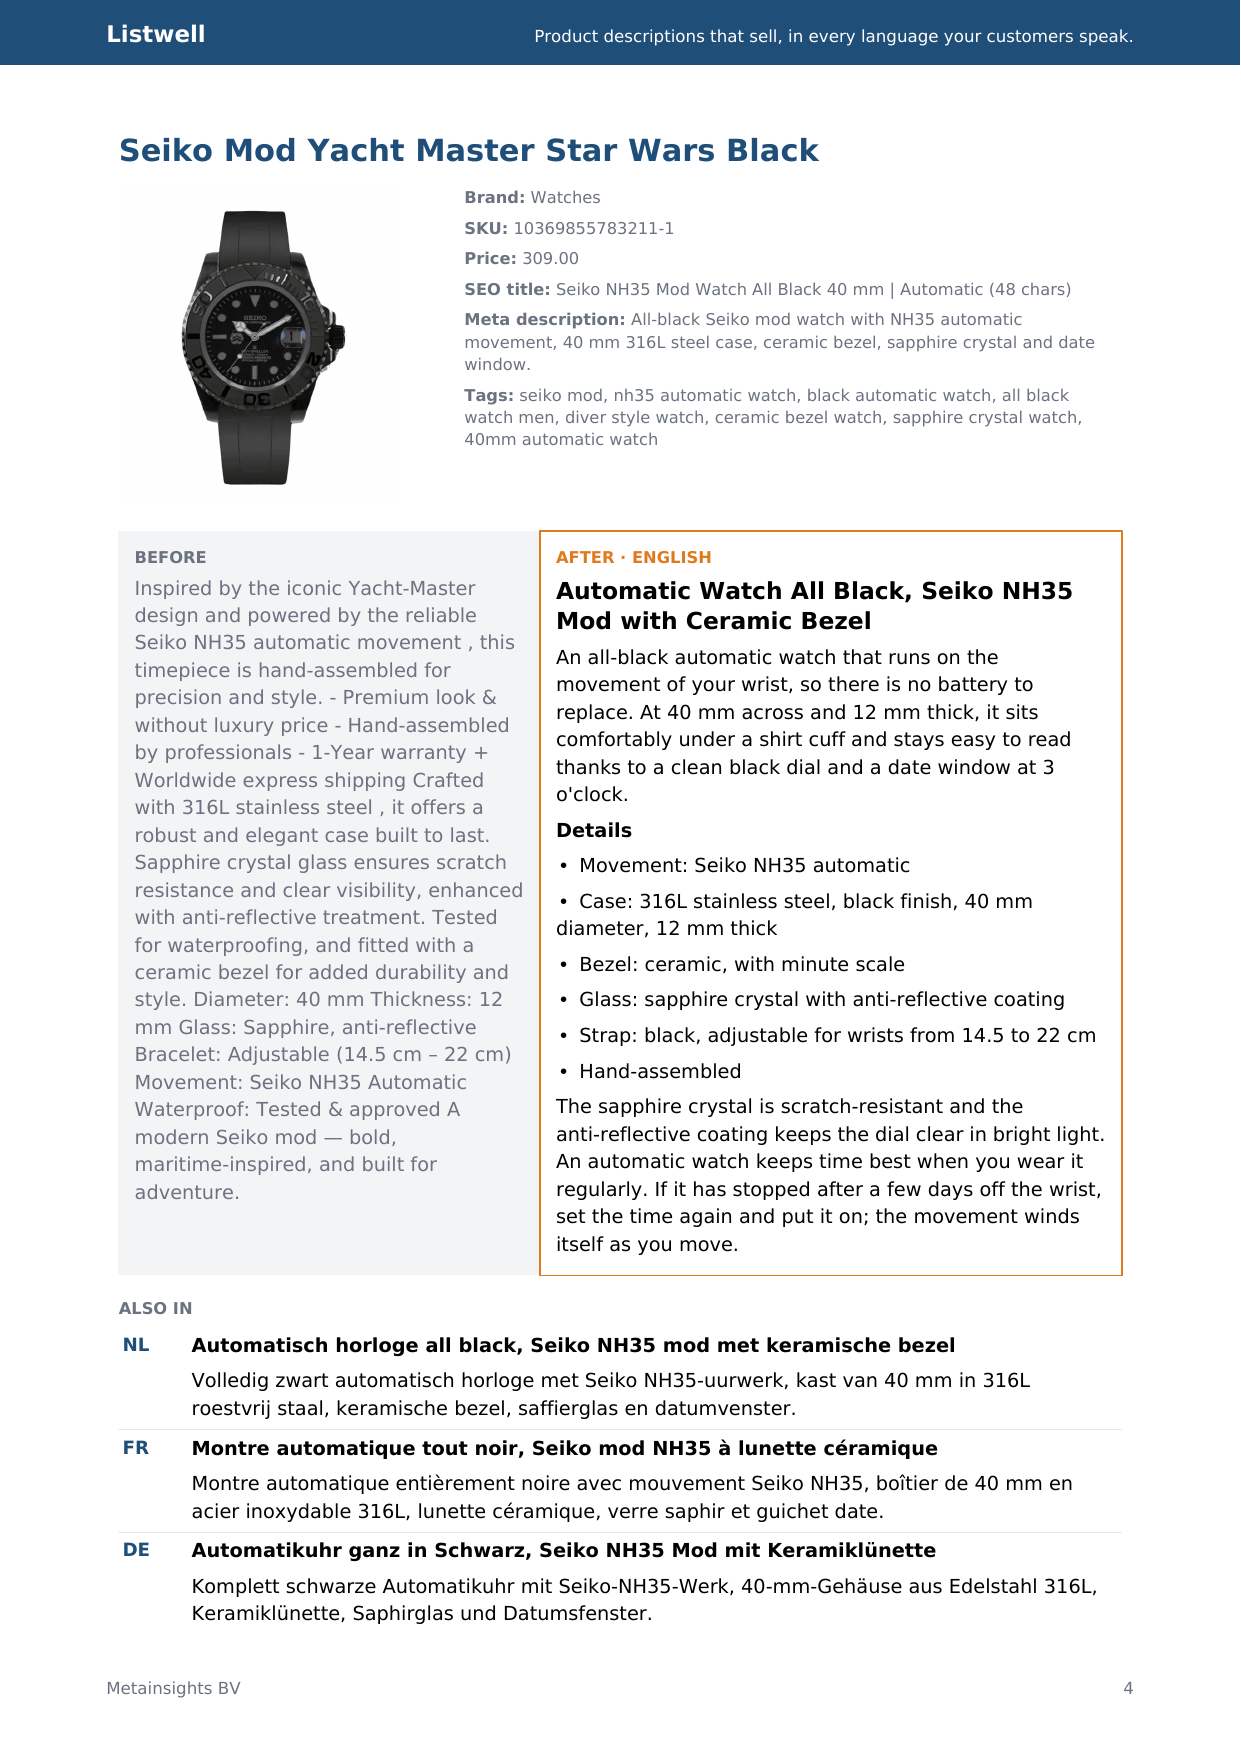 Listwell
Product descriptions that sell, in every language your customers speak.
Seiko Mod Yacht Master Star Wars Black
Brand: Watches
SKU: 10369855783211-1
Price: 309.00
SEO title: Seiko NH35 Mod Watch All Black 40 mm | Automatic (48 chars)
Meta description: All-black Seiko mod watch with NH35 automatic
movement, 40 mm 316L steel case, ceramic bezel, sapphire crystal and date
window.
Tags: seiko mod, nh35 automatic watch, black automatic watch, all black
watch men, diver style watch, ceramic bezel watch, sapphire crystal watch,
40mm automatic watch
SEIKO
40
30
BEFORE
Inspired by the iconic Yacht-Master
design and powered by the reliable
Seiko NH35 automatic movement , this
timepiece is hand-assembled for
precision and style. - Premium look &
without luxury price - Hand-assembled
by professionals - 1-Year warranty +
Worldwide express shipping Crafted
with 316L stainless steel , it offers a
robust and elegant case built to last.
Sapphire crystal glass ensures scratch
resistance and clear visibility, enhanced
with anti-reflective treatment. Tested
for waterproofing, and fitted with a
ceramic bezel for added durability and
style. Diameter: 40 mm Thickness: 12
mm Glass: Sapphire, anti-reflective
Bracelet: Adjustable (14.5 cm – 22 cm)
Movement: Seiko NH35 Automatic
Waterproof: Tested & approved A
modern Seiko mod — bold,
maritime-inspired, and built for
adventure.
AFTER · ENGLISH
Automatic Watch All Black, Seiko NH35
Mod with Ceramic Bezel
An all-black automatic watch that runs on the
movement of your wrist, so there is no battery to
replace. At 40 mm across and 12 mm thick, it sits
comfortably under a shirt cuff and stays easy to read
thanks to a clean black dial and a date window at 3
o'clock.
Details
• Movement: Seiko NH35 automatic
• Case: 316L stainless steel, black finish, 40 mm
diameter, 12 mm thick
• Bezel: ceramic, with minute scale
• Glass: sapphire crystal with anti-reflective coating
• Strap: black, adjustable for wrists from 14.5 to 22 cm
• Hand-assembled
The sapphire crystal is scratch-resistant and the
anti-reflective coating keeps the dial clear in bright light.
An automatic watch keeps time best when you wear it
regularly. If it has stopped after a few days off the wrist,
set the time again and put it on; the movement winds
itself as you move.
ALSO IN
NL
Automatisch horloge all black, Seiko NH35 mod met keramische bezel
Volledig zwart automatisch horloge met Seiko NH35-uurwerk, kast van 40 mm in 316L
roestvrij staal, keramische bezel, saffierglas en datumvenster.
FR
Montre automatique tout noir, Seiko mod NH35 à lunette céramique
Montre automatique entièrement noire avec mouvement Seiko NH35, boîtier de 40 mm en
acier inoxydable 316L, lunette céramique, verre saphir et guichet date.
DE
Automatikuhr ganz in Schwarz, Seiko NH35 Mod mit Keramiklünette
Komplett schwarze Automatikuhr mit Seiko-NH35-Werk, 40-mm-Gehäuse aus Edelstahl 316L,
Keramiklünette, Saphirglas und Datumsfenster.
Metainsights BV
4